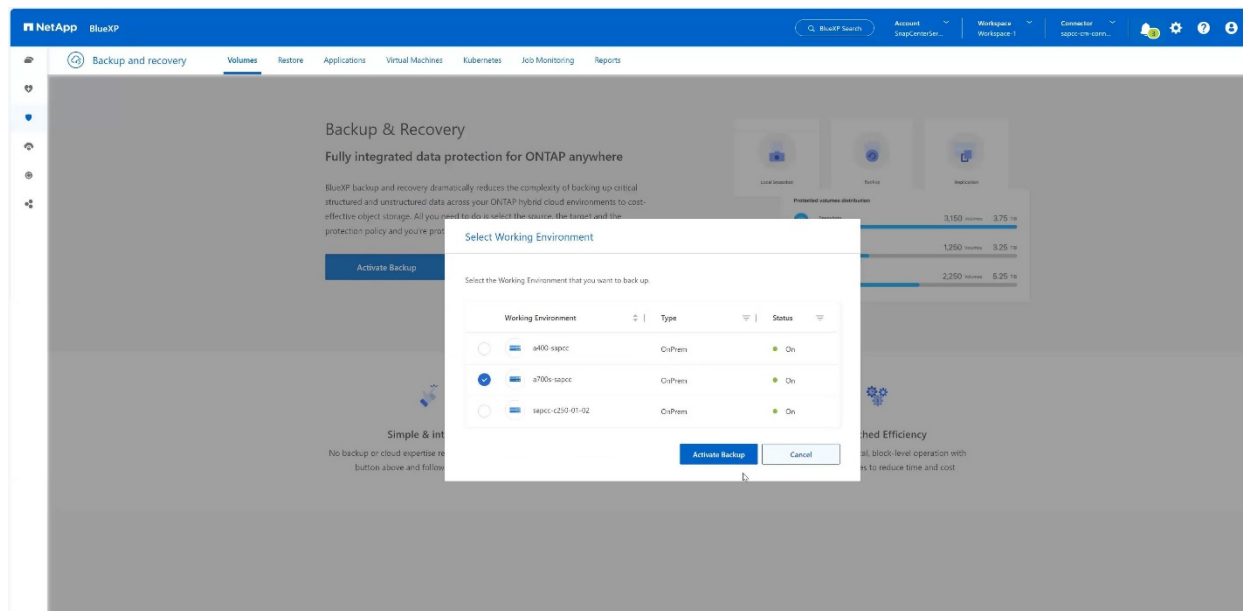 NetApp BlueXP
BlueXP Search
Account
SnapCenterSer...
Workspace
Workspace-1
Connector
sapcc-cm-conn...
Backup and recovery
Volumes Restore Applications Virtual Machines Kubernetes Job Monitoring Reports
Backup & Recovery
Fully integrated data protection for ONTAP anywhere
BlueXP backup and recovery dramatically reduces the complexity of backing up critical
structured and unstructured data across your ONTAP hybrid cloud environments to cost-
effective object storage. All you need to do is select the source, the target and the
protection policy and you're prot
Activate Backup
Local Snapshot
Replication
Protected volumes distribution
3,150 Volumes 3.75 TiB
1,250 Volumes 3.25 TiB
2,250 Volumes 5.25 TiB
Select Working Environment
Select the Working Environment that you want to back up.
Working Environment Type Status
a400-sapcc OnPrem On
a700s-sapcc OnPrem On
sapcc-c250-01-02 OnPrem On
Activate Backup Cancel
Simple & int
No backup or cloud expertise re
button above and follow
ched Efficiency
al, block-level operation with
es to reduce time and cost